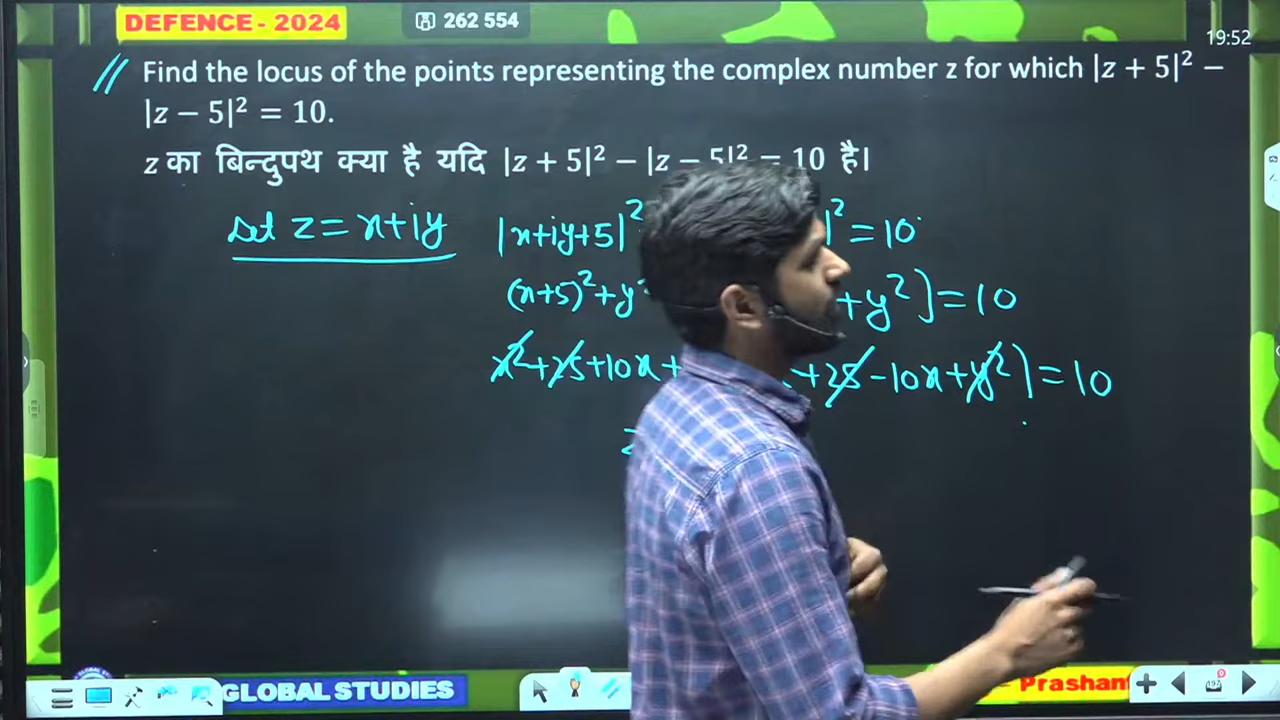 DEFENCE - 2024
262 554
19:52
Find the locus of the points representing the complex number z for which |z + 5|² −
|z − 5|² = 10.
z का बिन्दुपथ क्या है यदि |z + 5|² − |z − 5|² = 10 है।
Let z = x+iy |x+iy+5|² |² = 10
(x+5)²+y² +y²] = 10
x²+25+10x+ +25-10x+y²] = 10
GLOBAL STUDIES
Prashant